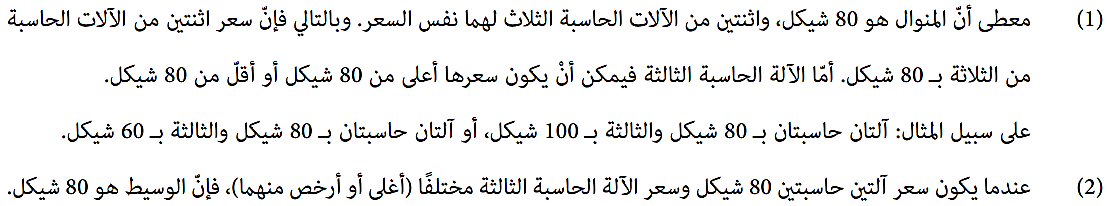 (1) معطى أنّ المنوال هو 80 شيكل، واثنتين من الآلات الحاسبة الثلاث لهما نفس السعر. وبالتالي فإنّ سعر اثنتين من الآلات الحاسبة
من الثلاثة بـ 80 شيكل. أمّا الآلة الحاسبة الثالثة فيمكن أنْ يكون سعرها أعلى من 80 شيكل أو أقلّ من 80 شيكل.
على سبيل المثال: آلتان حاسبتان بـ 80 شيكل والثالثة بـ 100 شيكل، أو آلتان حاسبتان بـ 80 شيكل والثالثة بـ 60 شيكل.
(2) عندما يكون سعر آلتين حاسبتين 80 شيكل وسعر الآلة الحاسبة الثالثة مختلفًا (أغلى أو أرخص منهما)، فإنّ الوسيط هو 80 شيكل.